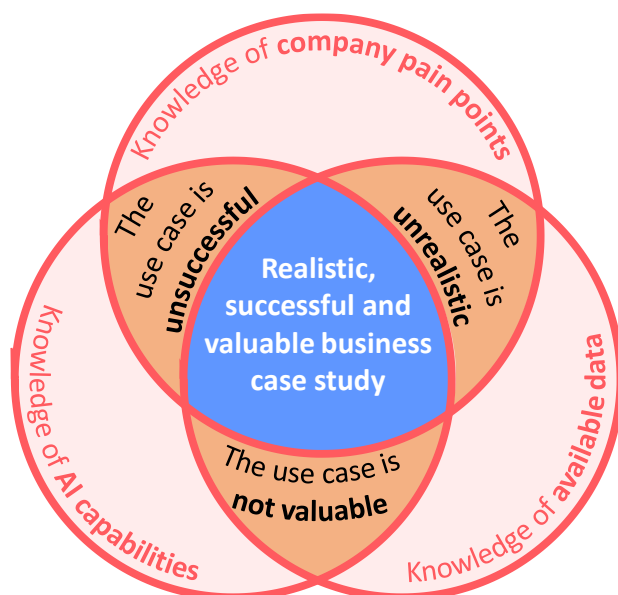 Knowledge of company pain points
The
use case is
unsuccessful
The
use case is
unrealistic
Realistic,
successful and
valuable business
case study
Knowledge of AI capabilities
The use case is
not valuable
Knowledge of available data